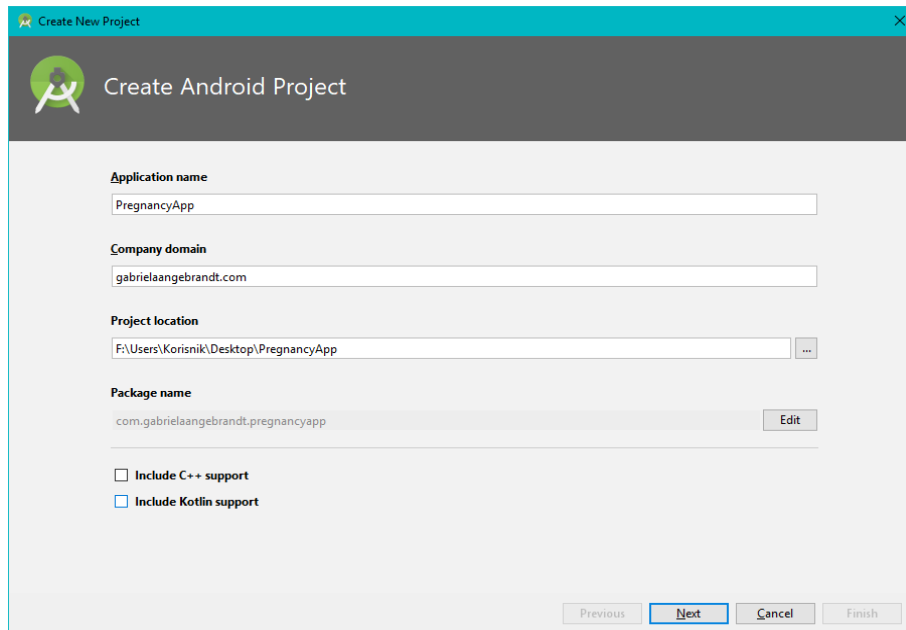 Create New Project
Create Android Project
Application name
PregnancyApp
Company domain
gabrielaangebrandt.com
Project location
F:\Users\Korisnik\Desktop\PregnancyApp
...
Package name
com.gabrielaangebrandt.pregnancyapp
Edit
Include C++ support
Include Kotlin support
Previous Next Cancel Finish